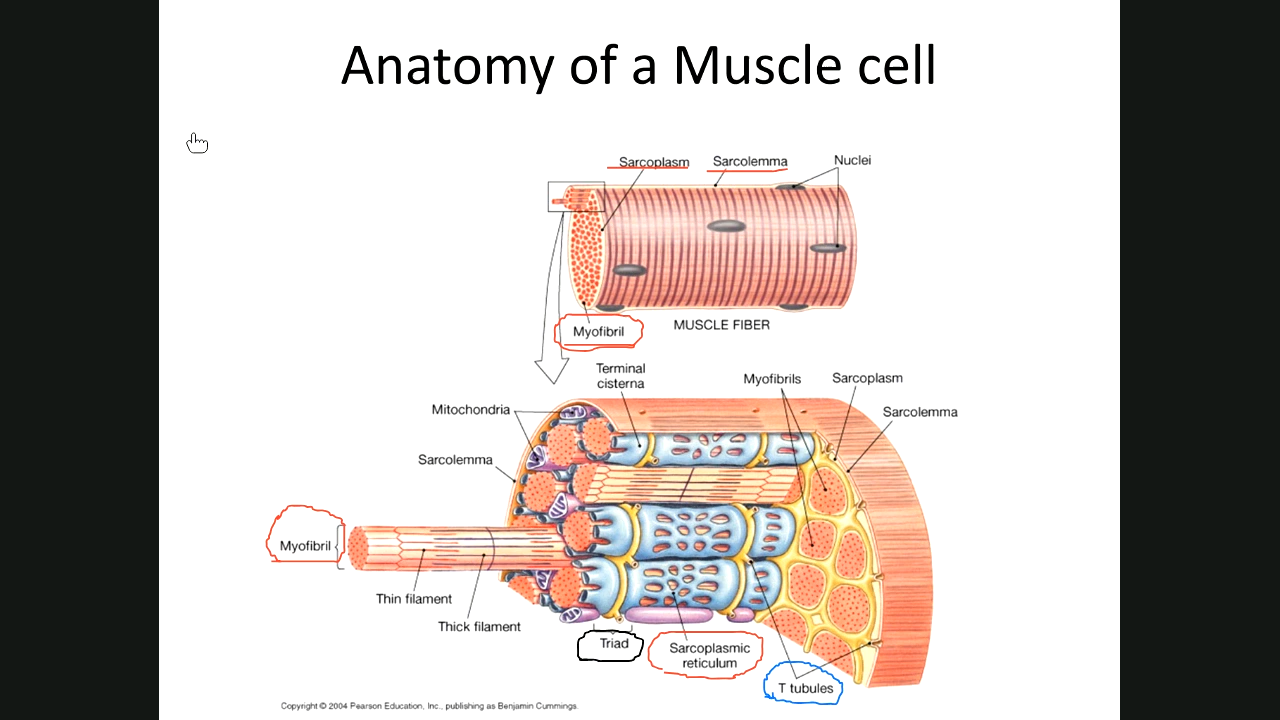 Anatomy of a Muscle cell
Sarcoplasm
Sarcolemma
Nuclei
Myofibril
MUSCLE FIBER
Terminal
cisterna
Myofibrils
Sarcoplasm
Mitochondria
Sarcolemma
Sarcolemma
Myofibril
Thin filament
Thick filament
Triad
Sarcoplasmic
reticulum
T tubules
Copyright © 2004 Pearson Education, Inc., publishing as Benjamin Cummings.